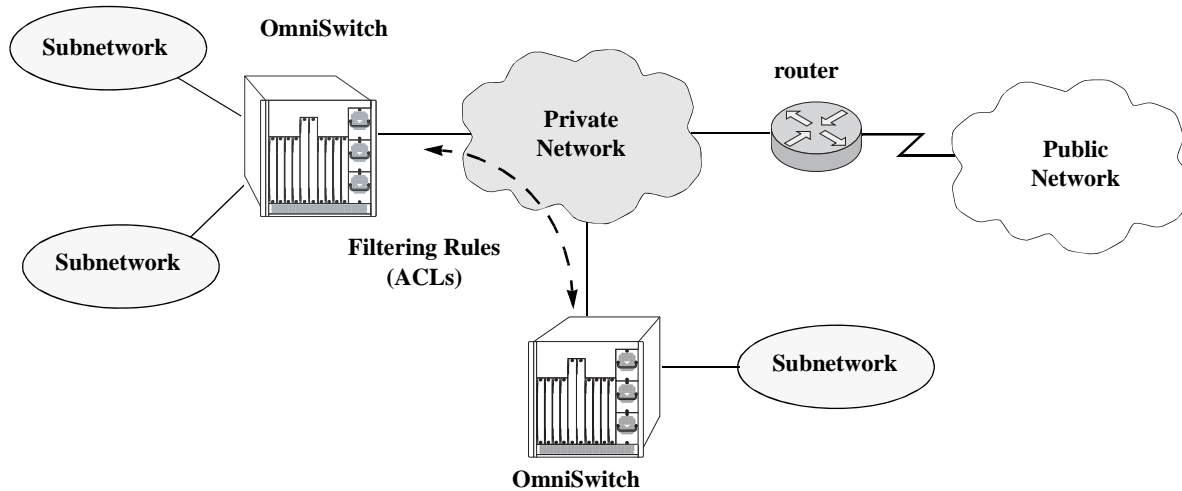 OmniSwitch
Subnetwork
router
Private
Network
Public
Network
Subnetwork
Filtering Rules
(ACLs)
Subnetwork
OmniSwitch